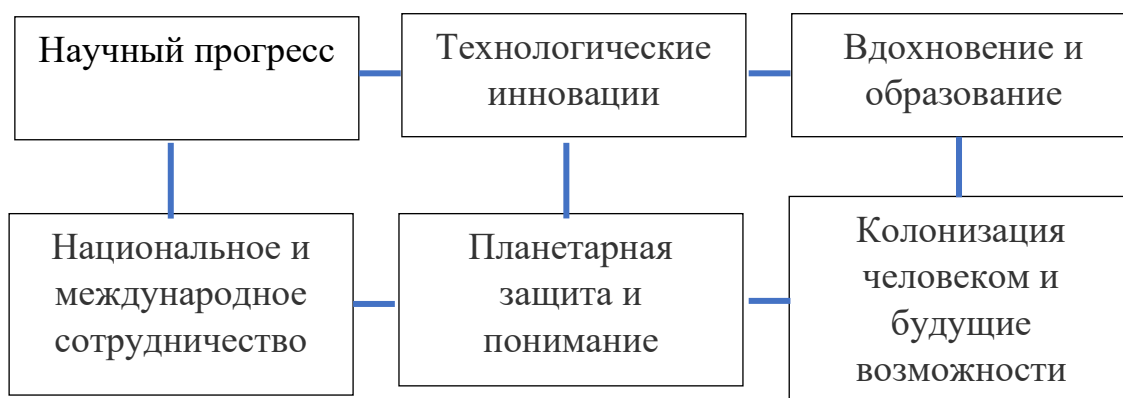 Научный прогресс
Технологические
инновации
Вдохновение и
образование
Национальное и
международное
сотрудничество
Планетарная
защита и
понимание
Колонизация
человеком и
будущие
возможности